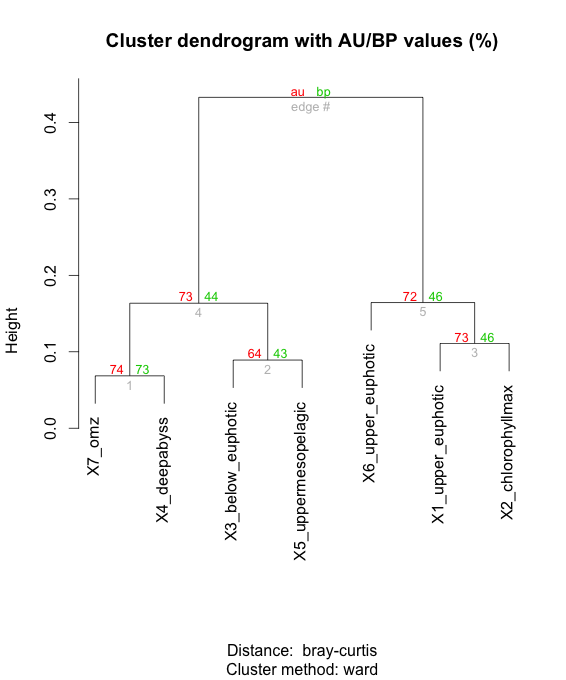 Cluster dendrogram with AU/BP values (%)
au bp
edge #
0.4
0.3
0.2
0.1
0.0
Height
73 44
4
72 46
5
73 46
3
64 43
2
74 73
1
X7_omz
X4_deepabyss
X3_below_euphotic
X5_uppermesopelagic
X6_upper_euphotic
X1_upper_euphotic
X2_chlorophyllmax
Distance: bray-curtis
Cluster method: ward